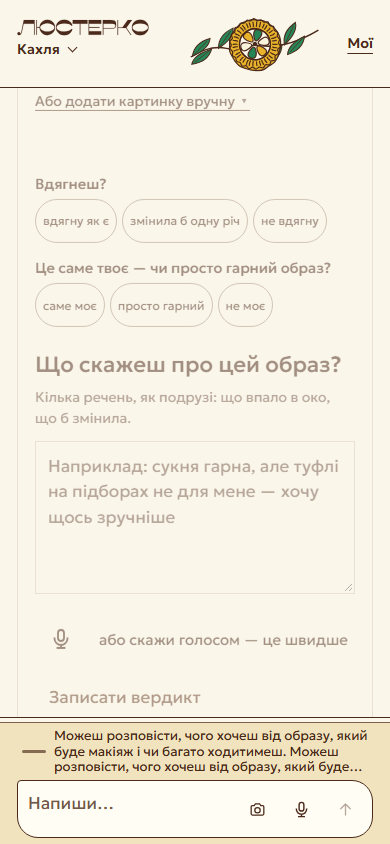 ЛЮСТЕРКО
Кахля
Мої
Або додати картинку вручну
Вдягнеш?
вдягну як є
змінила б одну річ
не вдягну
Це саме твоє — чи просто гарний образ?
саме моє
просто гарний
не моє
Що скажеш про цей образ?
Кілька речень, як подрузі: що впало в око,
що б змінила.
Наприклад: сукня гарна, але туфлі
на підборах не для мене — хочу
щось зручніше
або скажи голосом — це швидше
Записати вердикт
Можеш розповісти, чого хочеш від образу, який
буде макіяж і чи багато ходитимеш. Можеш
розповісти, чого хочеш від образу, який буде…
Напиши…